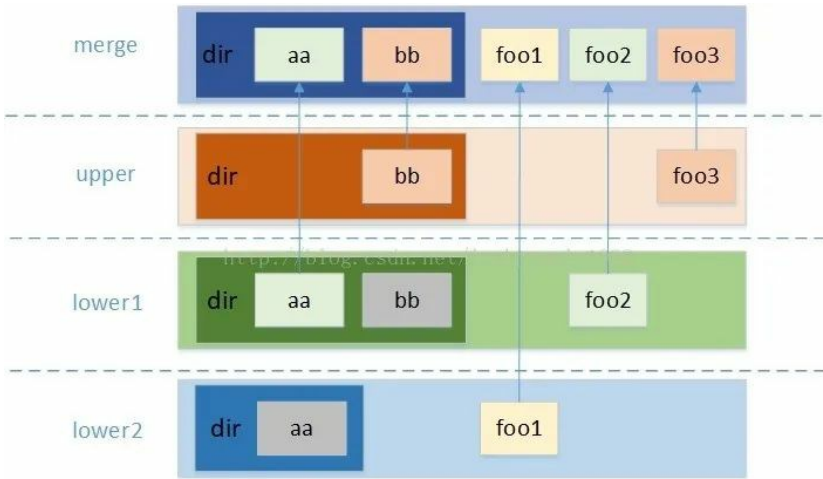 merge
dir aa bb foo1 foo2 foo3
upper
dir bb foo3
lower1
dir aa bb foo2
lower2
dir aa foo1